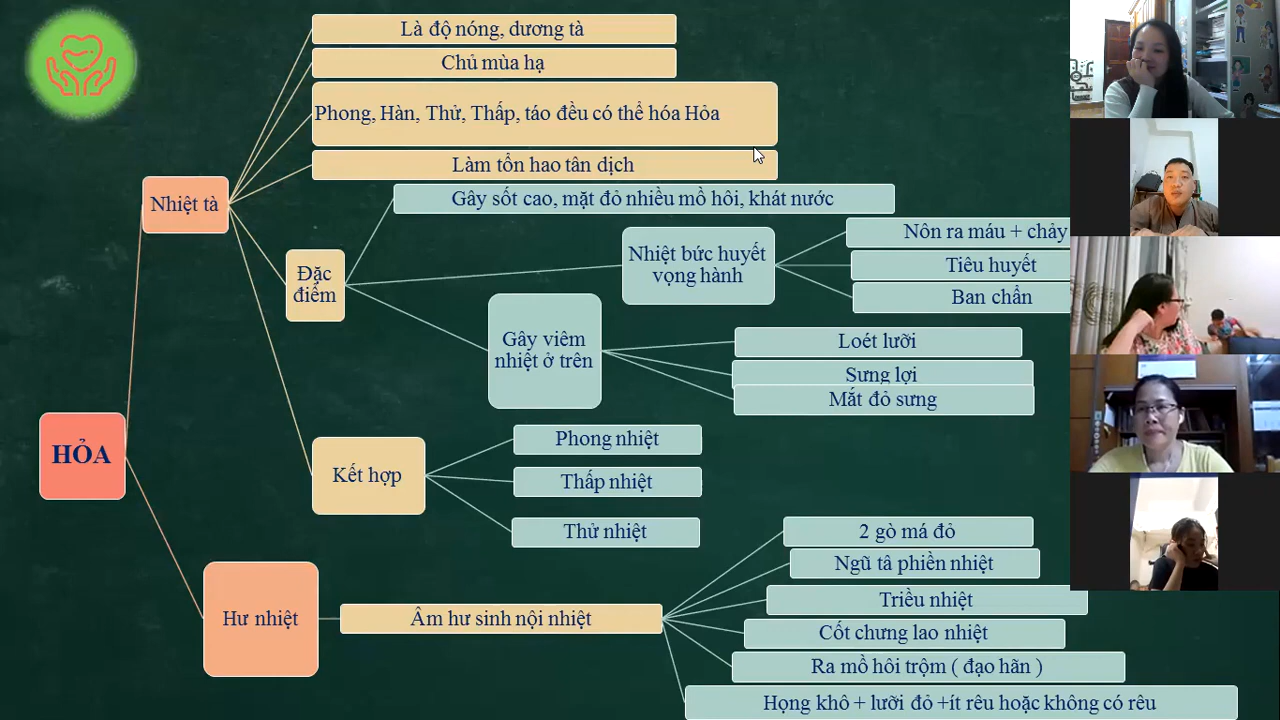 Là độ nóng, dương tà
Chủ mùa hạ
Phong, Hàn, Thử, Thấp, táo đều có thể hóa Hỏa
Làm tổn hao tân dịch
Nhiệt tà
Gây sốt cao, mặt đỏ nhiều mồ hôi, khát nước
Đặc
điểm
Nhiệt bức huyết
vọng hành
Nôn ra máu + chảy
Tiêu huyết
Ban chẩn
Gây viêm
nhiệt ở trên
Loét lưỡi
Sưng lợi
Mắt đỏ sưng
HỎA
Kết hợp
Phong nhiệt
Thấp nhiệt
Thử nhiệt
Hư nhiệt
Âm hư sinh nội nhiệt
2 gò má đỏ
Ngũ tâ phiền nhiệt
Triều nhiệt
Cốt chưng lao nhiệt
Ra mồ hôi trộm ( đạo hãn )
Họng khô + lưỡi đỏ +ít rêu hoặc không có rêu